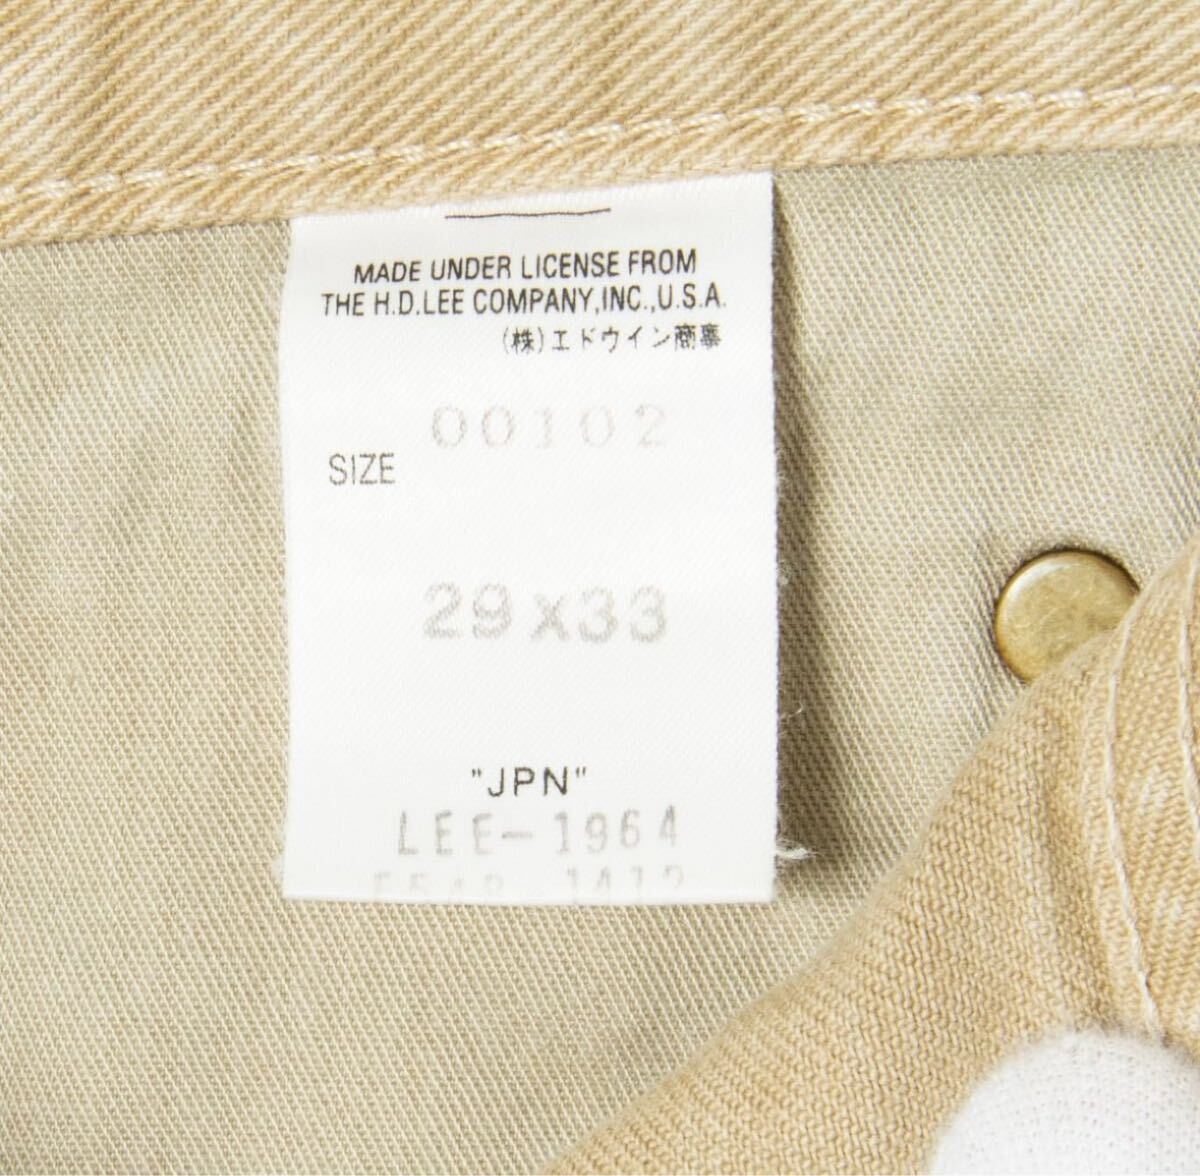 MADE UNDER LICENSE FROM
THE H.D.LEE COMPANY,INC.,U.S.A.
(株)エドウイン商事
00102
SIZE
29x33
"JPN"
LEE-1964
1412